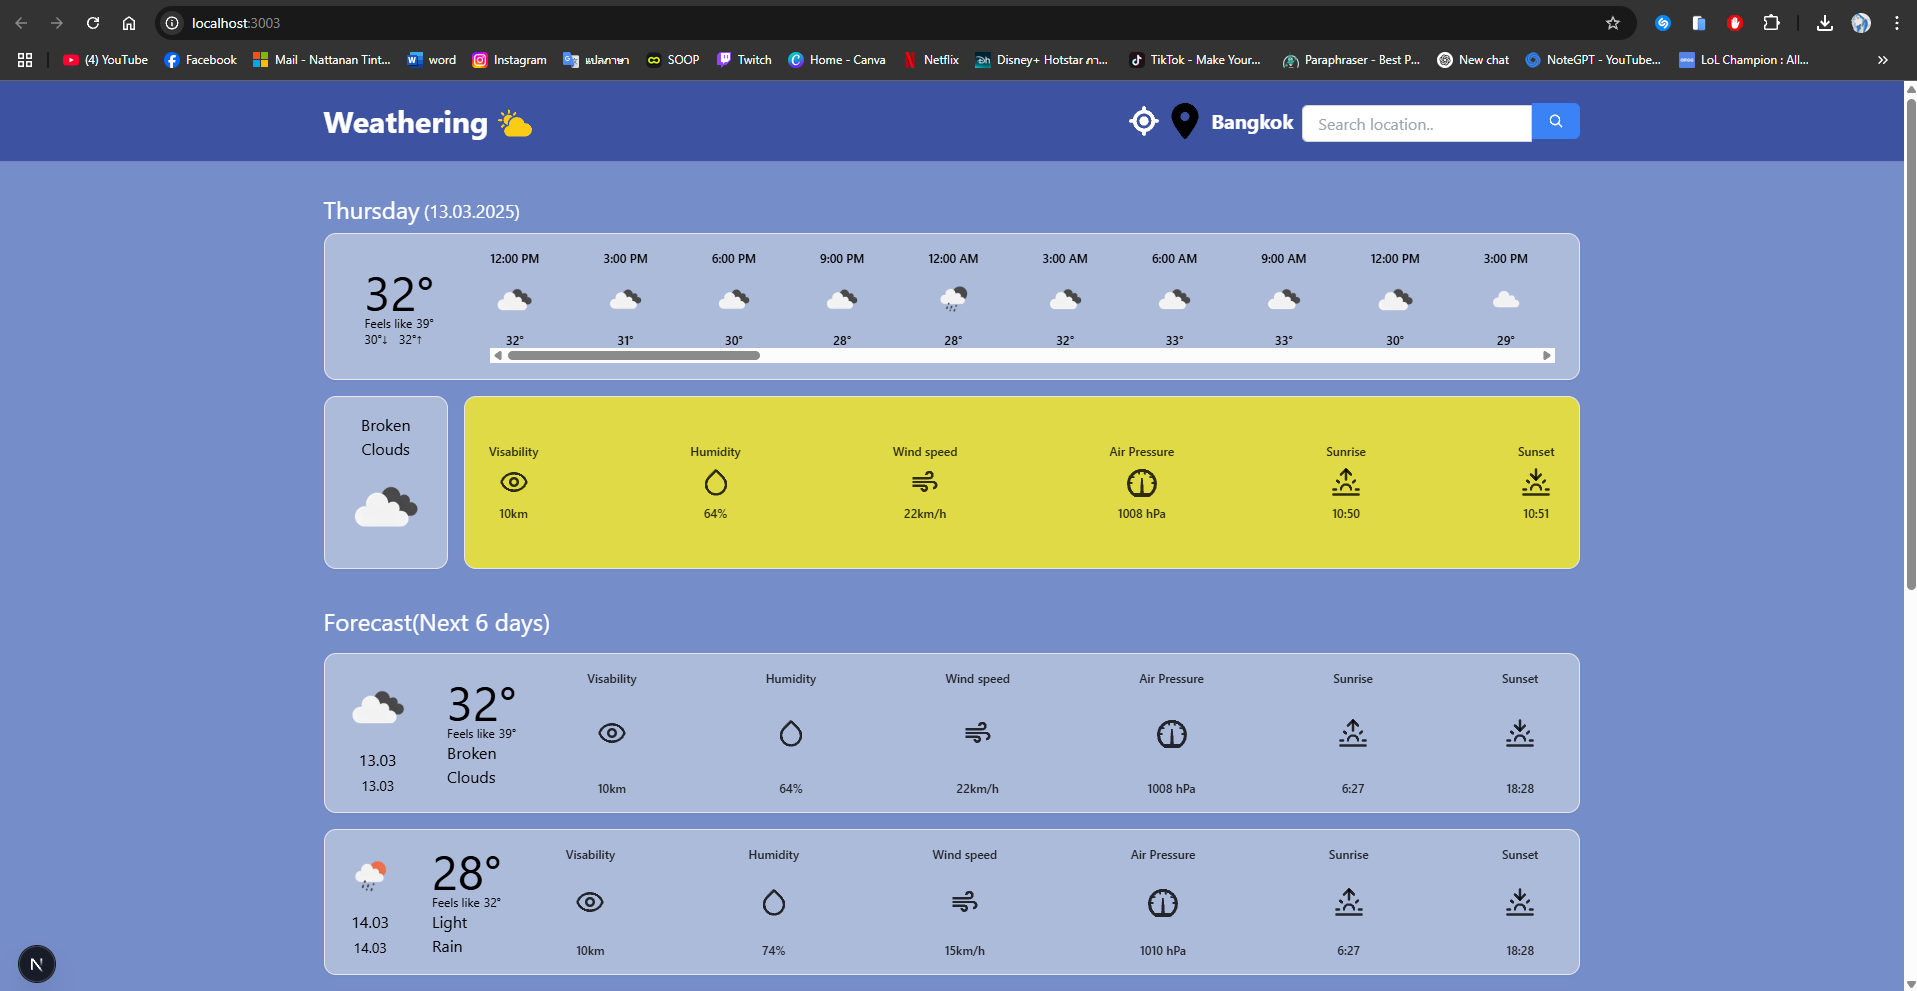 localhost:3003
(4) YouTube Facebook Mail - Nattanan Tint... word Instagram แปลภาษา SOOP Twitch Home - Canva Netflix Disney+ Hotstar ภา... TikTok - Make Your... Paraphraser - Best P... New chat NoteGPT - YouTube... LoL Champion : All...
Weathering
Bangkok Search location..
Thursday (13.03.2025)
12:00 PM 3:00 PM 6:00 PM 9:00 PM 12:00 AM 3:00 AM 6:00 AM 9:00 AM 12:00 PM 3:00 PM
32°
Feels like 39°
30°↓ 32°↑
32° 31° 30° 28° 28° 32° 33° 33° 30° 29°
Broken
Clouds
Visability Humidity Wind speed Air Pressure Sunrise Sunset
10km 64% 22km/h 1008 hPa 10:50 10:51
Forecast(Next 6 days)
Visability Humidity Wind speed Air Pressure Sunrise Sunset
32°
Feels like 39°
Broken
Clouds
13.03
13.03
10km 64% 22km/h 1008 hPa 6:27 18:28
Visability Humidity Wind speed Air Pressure Sunrise Sunset
28°
Feels like 32°
Light
Rain
14.03
14.03
10km 74% 15km/h 1010 hPa 6:27 18:28
N